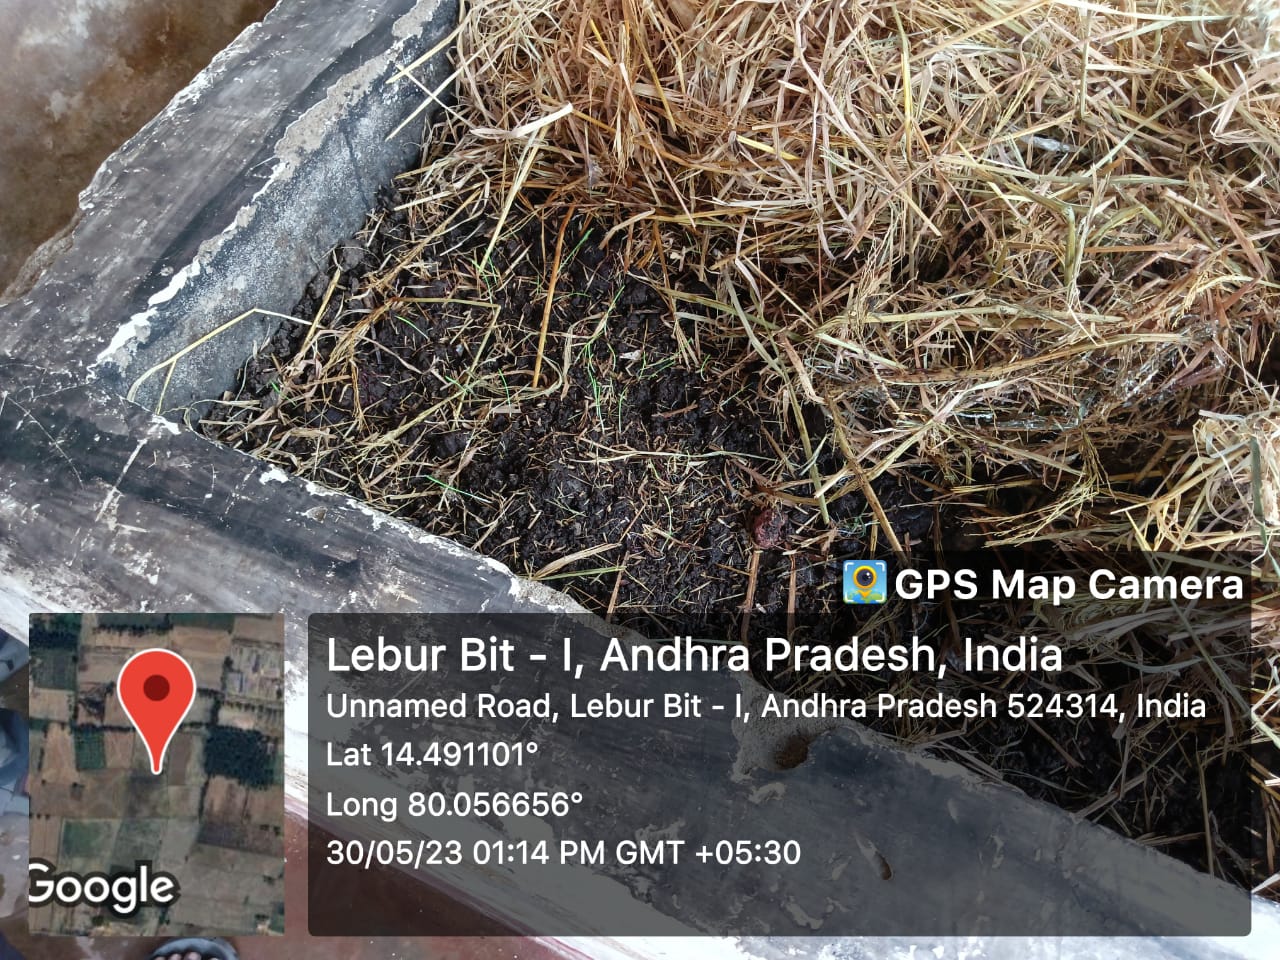 GPS Map Camera
Lebur Bit - I, Andhra Pradesh, India
Unnamed Road, Lebur Bit - I, Andhra Pradesh 524314, India
Lat 14.491101°
Long 80.056656°
30/05/23 01:14 PM GMT +05:30
Google